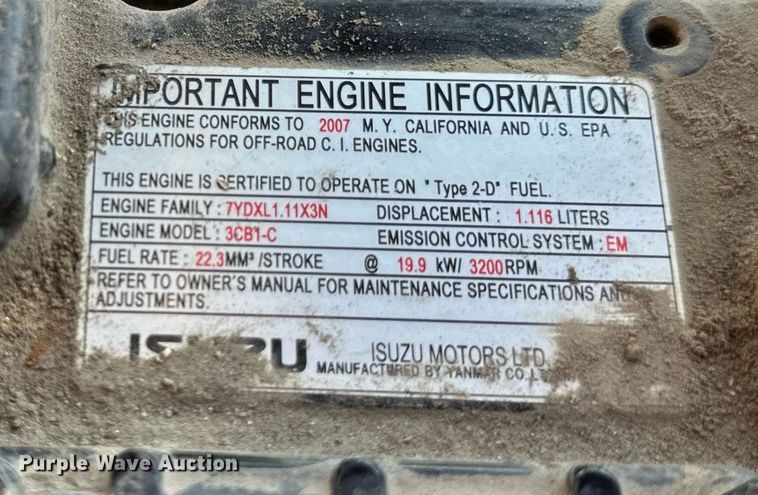 IMPORTANT ENGINE INFORMATION
THIS ENGINE CONFORMS TO 2007 M.Y. CALIFORNIA AND U.S. EPA
REGULATIONS FOR OFF-ROAD C.I. ENGINES.
THIS ENGINE IS CERTIFIED TO OPERATE ON "Type 2-D" FUEL.
ENGINE FAMILY : 7YDXL1.11X3N DISPLACEMENT : 1.116 LITERS
ENGINE MODEL : 3CB1-C EMISSION CONTROL SYSTEM : EM
FUEL RATE : 22.3MM³/STROKE @ 19.9 kW/ 3200RPM
REFER TO OWNER'S MANUAL FOR MAINTENANCE SPECIFICATIONS AND
ADJUSTMENTS.
ISUZU ISUZU MOTORS LTD.
MANUFACTURED BY YANMAR CO.,LTD
Purple Wave Auction